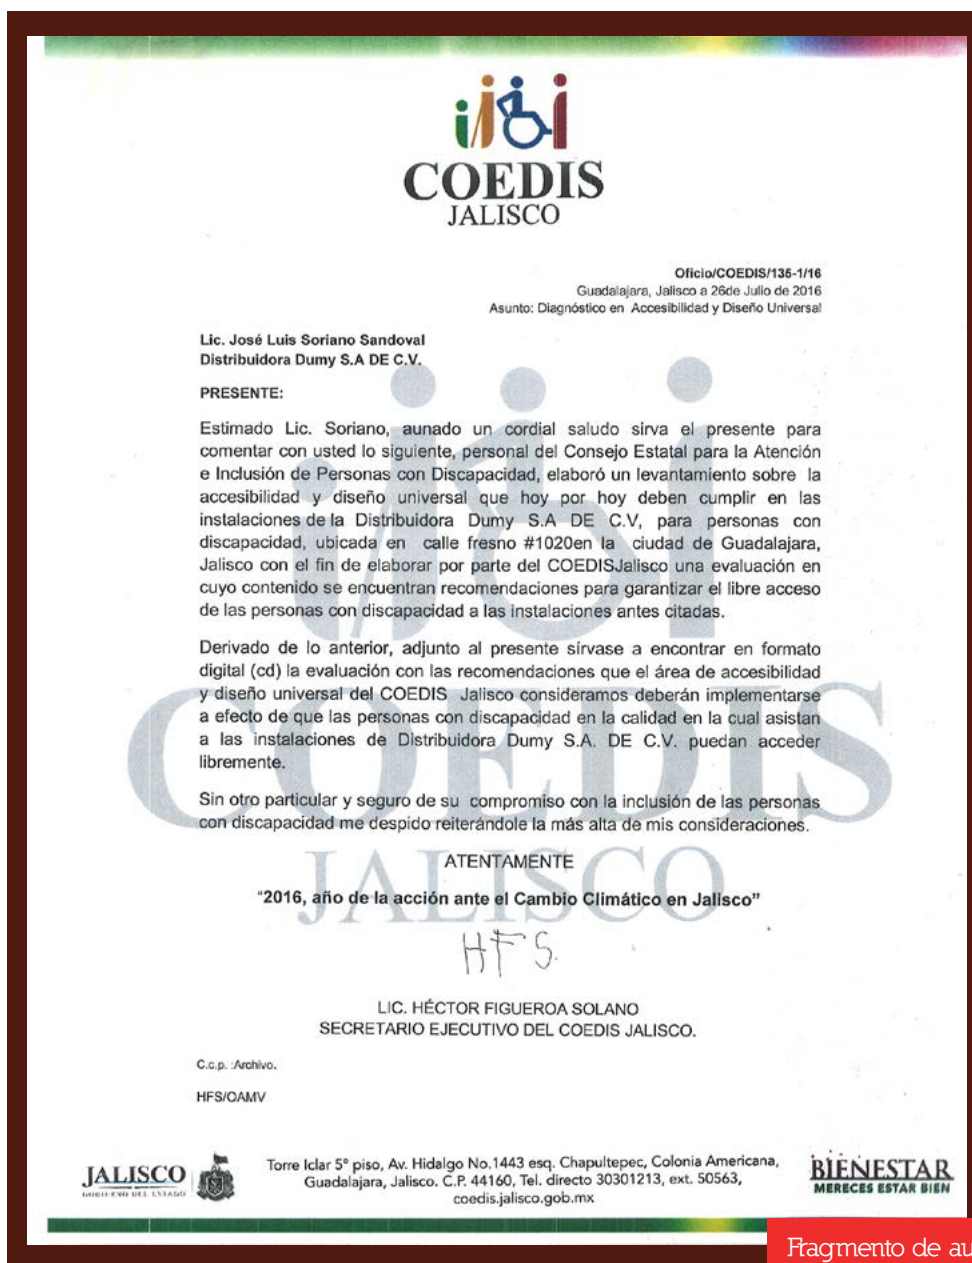 COEDIS
JALISCO
Oficio/COEDIS/135-1/16
Guadalajara, Jalisco a 26de Julio de 2016
Asunto: Diagnóstico en Accesibilidad y Diseño Universal
Lic. José Luis Soriano Sandoval
Distribuidora Dumy S.A DE C.V.
PRESENTE:
Estimado Lic. Soriano, aunado un cordial saludo sirva el presente para
comentar con usted lo siguiente, personal del Consejo Estatal para la Atención
e Inclusión de Personas con Discapacidad, elaboró un levantamiento sobre la
accesibilidad y diseño universal que hoy por hoy deben cumplir en las
instalaciones de la Distribuidora Dumy S.A DE C.V, para personas con
discapacidad, ubicada en calle fresno #1020en la ciudad de Guadalajara,
Jalisco con el fin de elaborar por parte del COEDISJalisco una evaluación en
cuyo contenido se encuentran recomendaciones para garantizar el libre acceso
de las personas con discapacidad a las instalaciones antes citadas.
Derivado de lo anterior, adjunto al presente sírvase a encontrar en formato
digital (cd) la evaluación con las recomendaciones que el área de accesibilidad
y diseño universal del COEDIS Jalisco consideramos deberán implementarse
a efecto de que las personas con discapacidad en la calidad en la cual asistan
a las instalaciones de Distribuidora Dumy S.A. DE C.V. puedan acceder
libremente.
Sin otro particular y seguro de su compromiso con la inclusión de las personas
con discapacidad me despido reiterándole la más alta de mis consideraciones.
COEDIS
JALISCO
ATENTAMENTE
"2016, año de la acción ante el Cambio Climático en Jalisco"
HFS.
LIC. HÉCTOR FIGUEROA SOLANO
SECRETARIO EJECUTIVO DEL COEDIS JALISCO.
C.c.p. :Archivo.
HFS/OAMV
JALISCO
GOBIERNO DEL ESTADO
Torre Iclar 5° piso, Av. Hidalgo No.1443 esq. Chapultepec, Colonia Americana,
Guadalajara, Jalisco. C.P. 44160, Tel. directo 30301213, ext. 50563,
coedis.jalisco.gob.mx
BIENESTAR
MERECES ESTAR BIEN
Fragmento de au